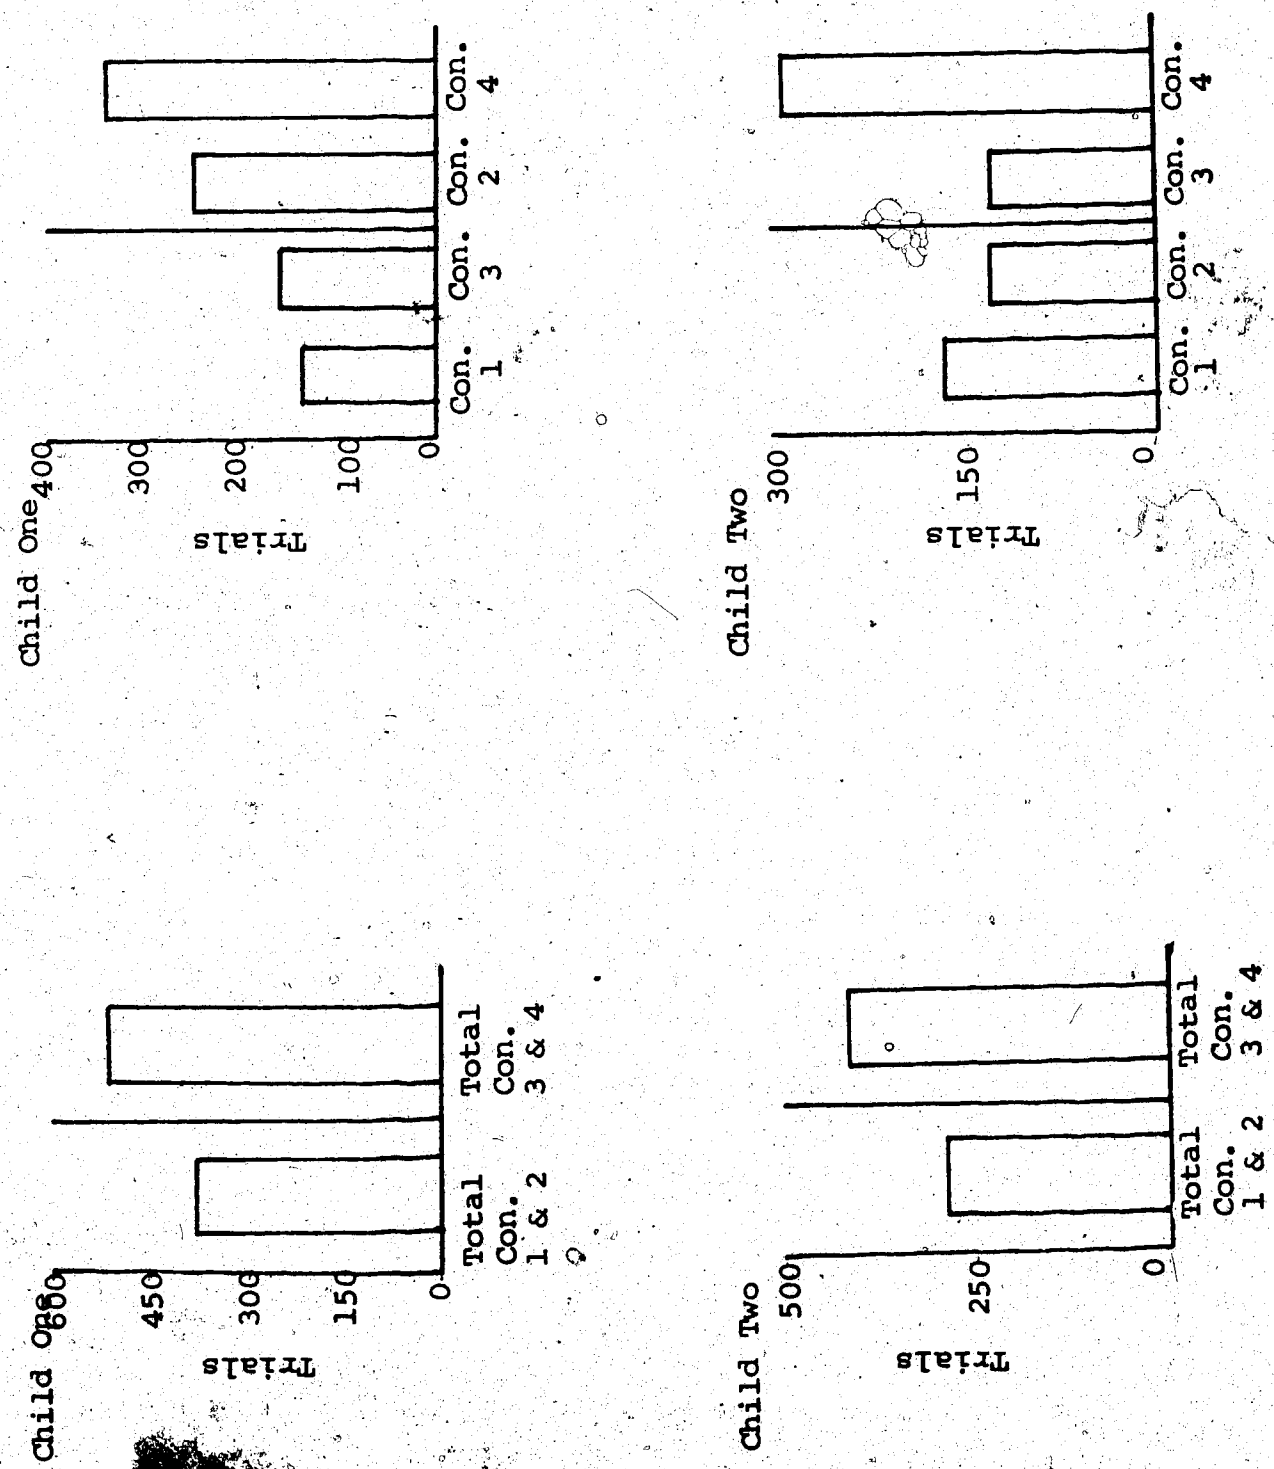 Child One
600
450
300
150
0
Trials
Total
Con.
1 & 2
Total
Con.
3 & 4
Child One
400
300
200
100
0
Trials
Con.
1
Con.
3
Con.
2
Con.
4
Child Two
500
250
0
Trials
Total
Con.
1 & 2
Total
Con.
3 & 4
Child Two
300
150
0
Trials
Con.
1
Con.
2
Con.
3
Con.
4